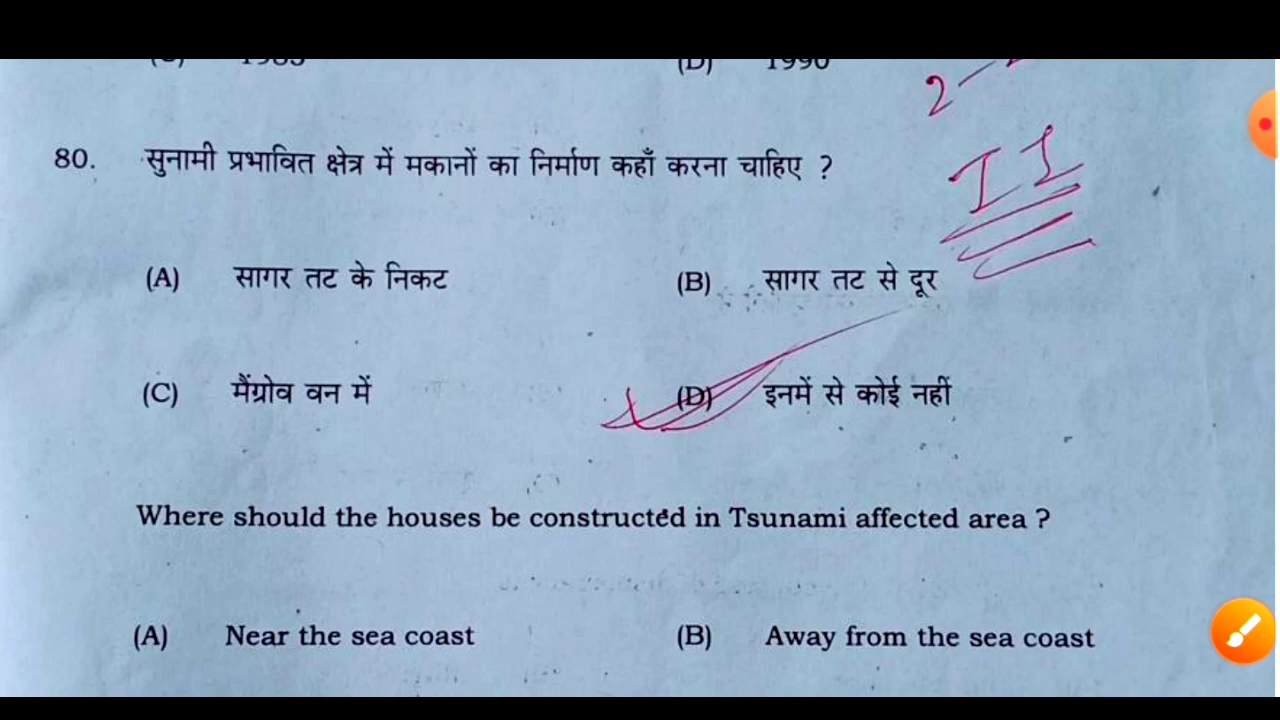 (D) 1990
80. सुनामी प्रभावित क्षेत्र में मकानों का निर्माण कहाँ करना चाहिए ?
(A) सागर तट के निकट (B) सागर तट से दूर
(C) मैंग्रोव वन में (D) इनमें से कोई नहीं
Where should the houses be constructed in Tsunami affected area ?
(A) Near the sea coast (B) Away from the sea coast